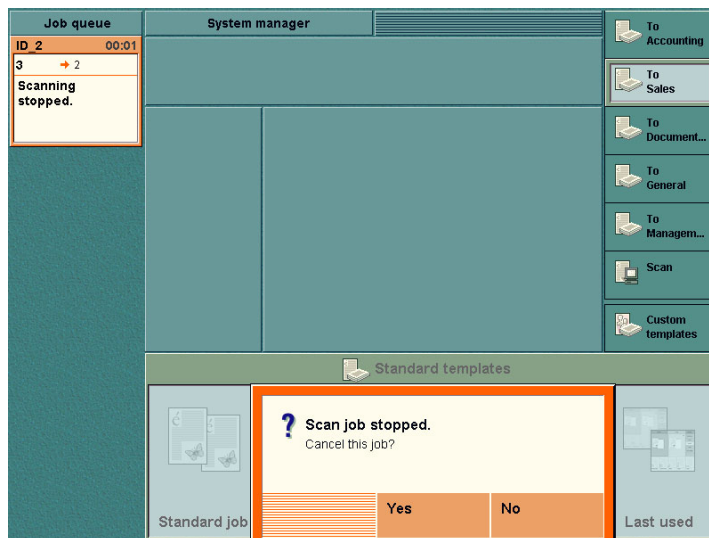 Job queue
System manager
ID_2 00:01
3 → 2
Scanning
stopped.
To
Accounting
To
Sales
To
Document...
To
General
To
Managem...
Scan
Custom
templates
Standard templates
? Scan job stopped.
Cancel this job?
Yes No
Standard job
Last used